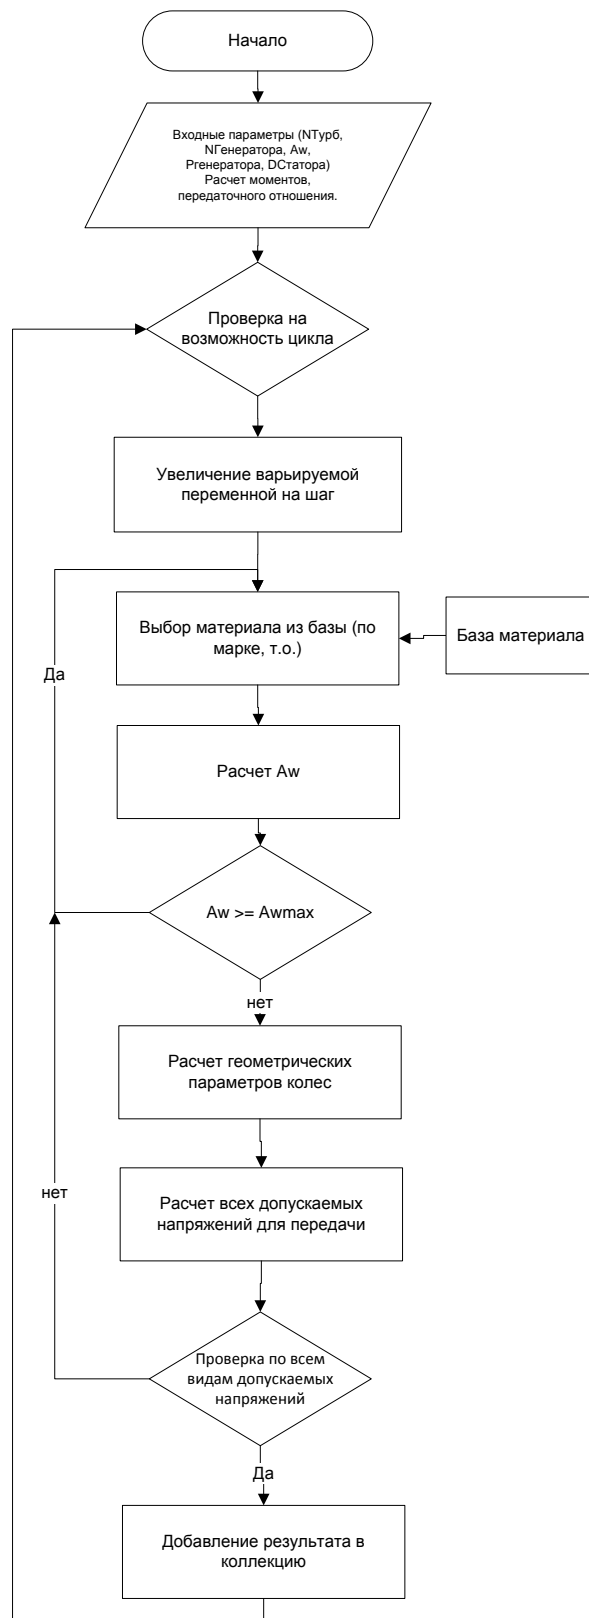 Начало
Входные параметры (NТурб,
NГенератора, Aw,
Pгенератора, DСтатора)
Расчет моментов,
передаточного отношения.
Проверка на
возможность цикла
Увеличение варьируемой
переменной на шаг
Выбор материала из базы (по
марке, т.о.)
База материала
Да
Расчет Aw
Aw >= Awmax
нет
Расчет геометрических
параметров колес
Расчет всех допускаемых
напряжений для передачи
нет
Проверка по всем
видам допускаемых
напряжений
Да
Добавление результата в
коллекцию